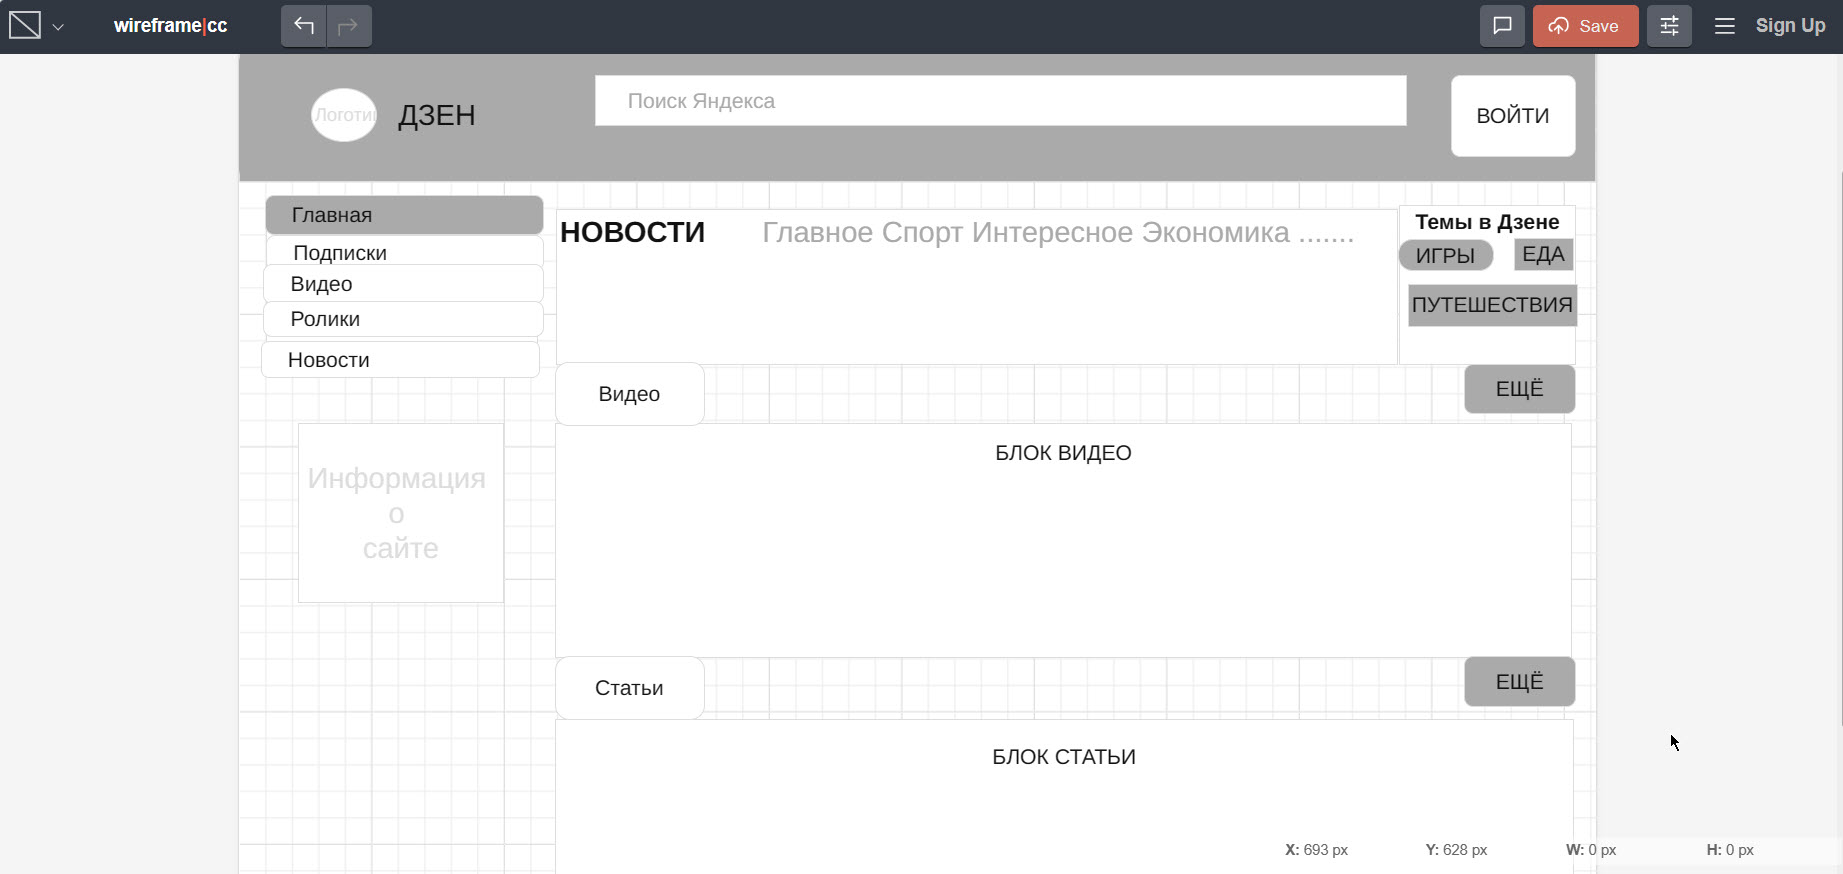 wireframe|cc
Save
Sign Up
Логоти
ДЗЕН
Поиск Яндекса
ВОЙТИ
Главная
Подписки
Видео
Ролики
Новости
Информация
о
сайте
НОВОСТИ
Главное Спорт Интересное Экономика .......
Темы в Дзене
ИГРЫ
ЕДА
ПУТЕШЕСТВИЯ
Видео
ЕЩЁ
БЛОК ВИДЕО
Статьи
ЕЩЁ
БЛОК СТАТЬИ
X: 693 px
Y: 628 px
W: 0 px
H: 0 px